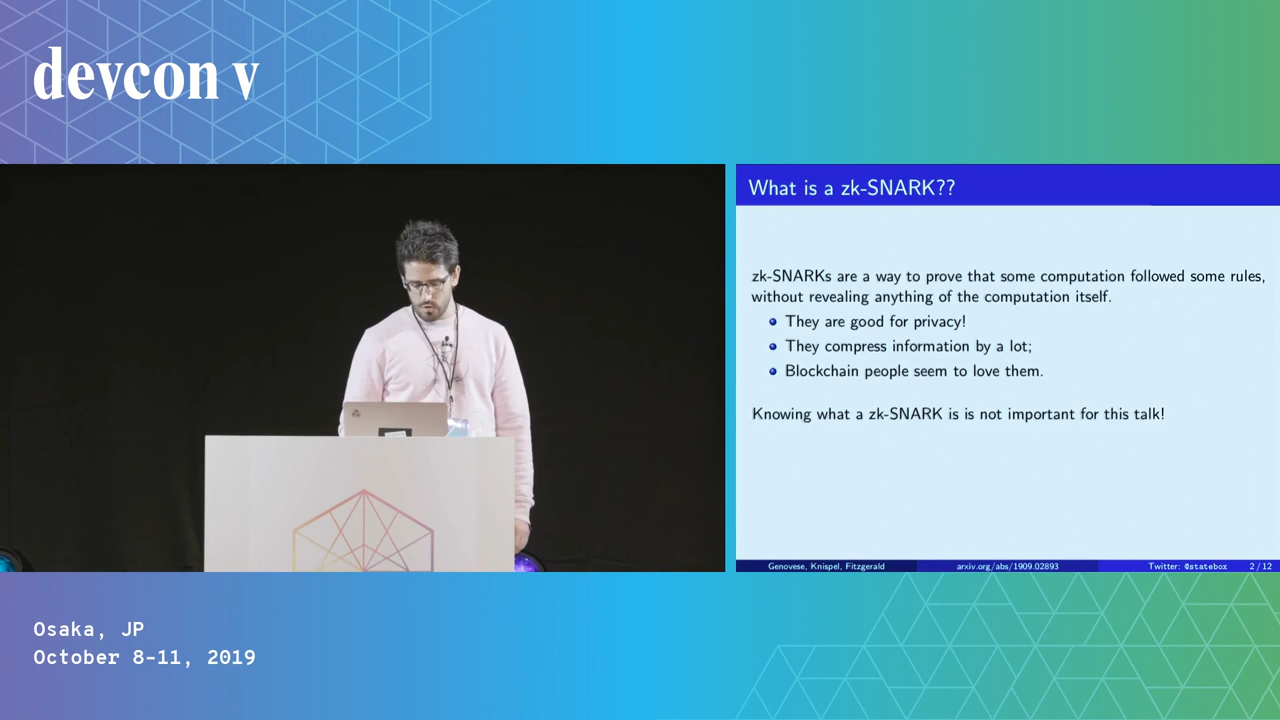 devcon v
What is a zk-SNARK??
zk-SNARKs are a way to prove that some computation followed some rules,
without revealing anything of the computation itself.
They are good for privacy!
They compress information by a lot;
Blockchain people seem to love them.
Knowing what a zk-SNARK is is not important for this talk!
Genovese, Knispel, Fitzgerald arxiv.org/abs/1909.02893 Twitter: @statebox 2 / 12
Osaka, JP
October 8-11, 2019